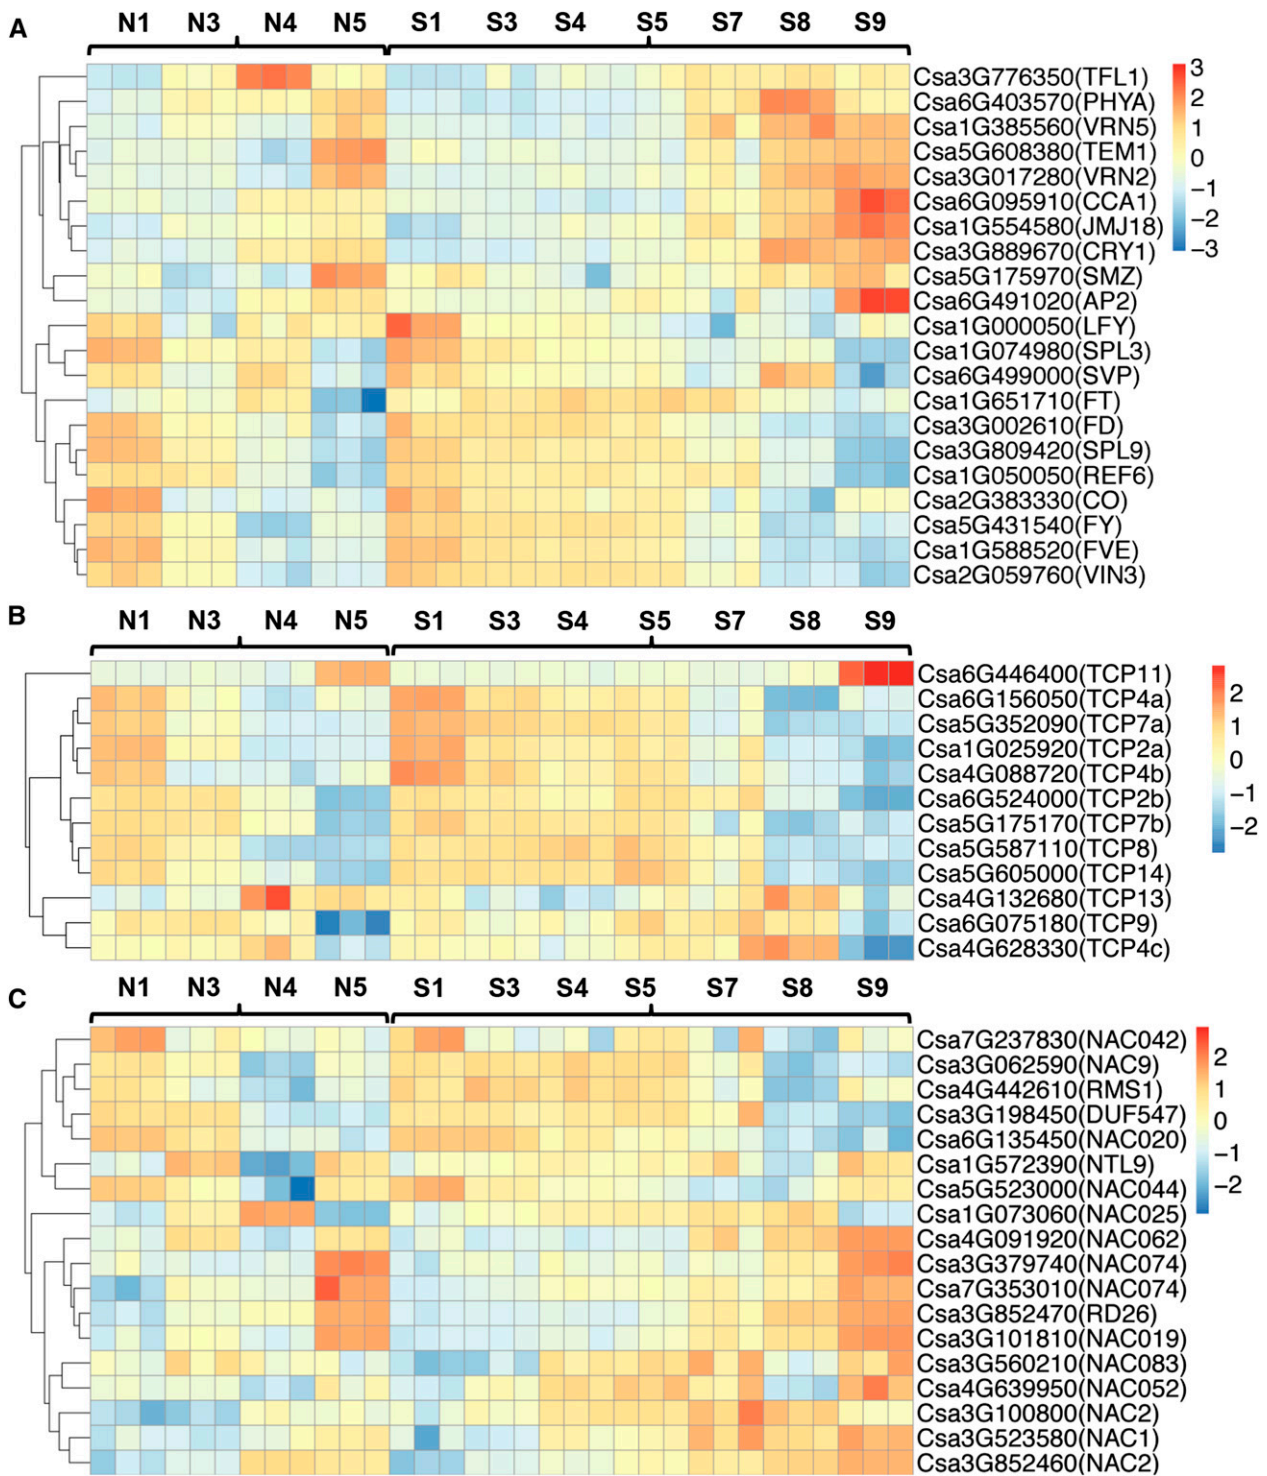 A
N1 N3 N4 N5 S1 S3 S4 S5 S7 S8 S9
Csa3G776350(TFL1)
Csa6G403570(PHYA)
Csa1G385560(VRN5)
Csa5G608380(TEM1)
Csa3G017280(VRN2)
Csa6G095910(CCA1)
Csa1G554580(JMJ18)
Csa3G889670(CRY1)
Csa5G175970(SMZ)
Csa6G491020(AP2)
Csa1G000050(LFY)
Csa1G074980(SPL3)
Csa6G499000(SVP)
Csa1G651710(FT)
Csa3G002610(FD)
Csa3G809420(SPL9)
Csa1G050050(REF6)
Csa2G383330(CO)
Csa5G431540(FY)
Csa1G588520(FVE)
Csa2G059760(VIN3)
3
2
1
0
−1
−2
−3
B
N1 N3 N4 N5 S1 S3 S4 S5 S7 S8 S9
Csa6G446400(TCP11)
Csa6G156050(TCP4a)
Csa5G352090(TCP7a)
Csa1G025920(TCP2a)
Csa4G088720(TCP4b)
Csa6G524000(TCP2b)
Csa5G175170(TCP7b)
Csa5G587110(TCP8)
Csa5G605000(TCP14)
Csa4G132680(TCP13)
Csa6G075180(TCP9)
Csa4G628330(TCP4c)
2
1
0
−1
−2
C
N1 N3 N4 N5 S1 S3 S4 S5 S7 S8 S9
Csa7G237830(NAC042)
Csa3G062590(NAC9)
Csa4G442610(RMS1)
Csa3G198450(DUF547)
Csa6G135450(NAC020)
Csa1G572390(NTL9)
Csa5G523000(NAC044)
Csa1G073060(NAC025)
Csa4G091920(NAC062)
Csa3G379740(NAC074)
Csa7G353010(NAC074)
Csa3G852470(RD26)
Csa3G101810(NAC019)
Csa3G560210(NAC083)
Csa4G639950(NAC052)
Csa3G100800(NAC2)
Csa3G523580(NAC1)
Csa3G852460(NAC2)
2
1
0
−1
−2